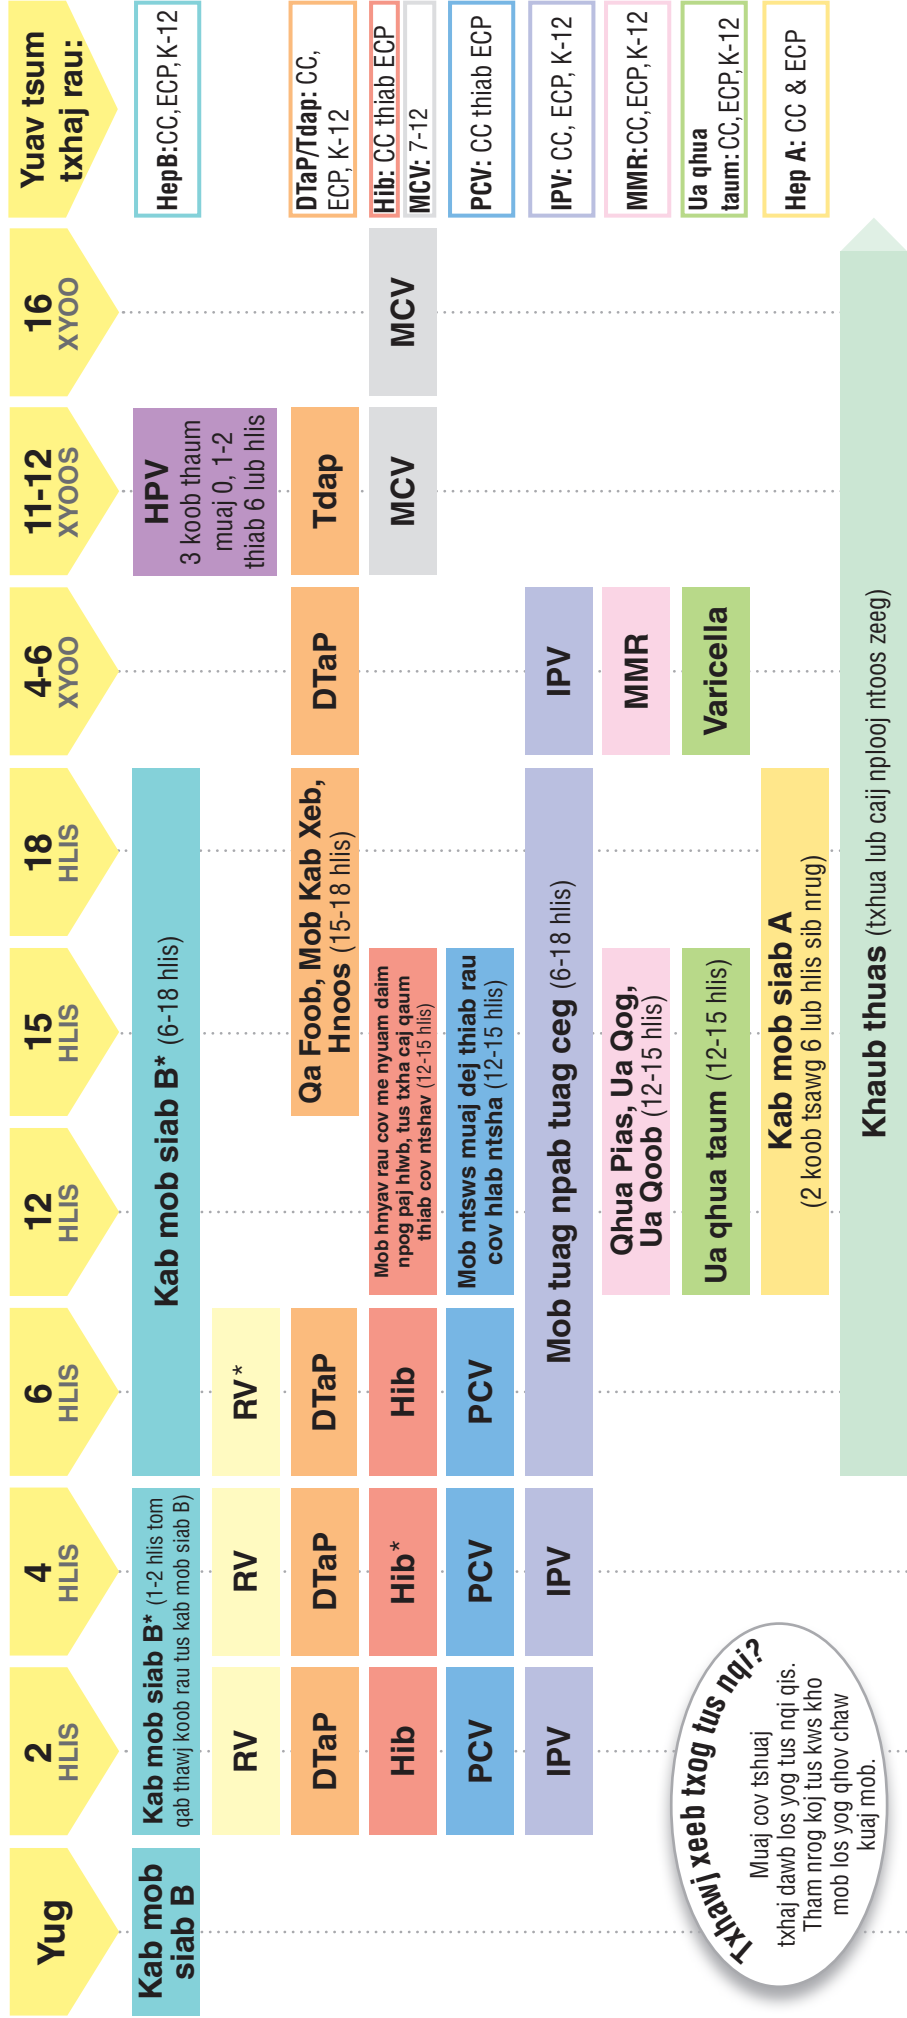 Yug
2
HLIS
4
HLIS
6
HLIS
12
HLIS
15
HLIS
18
HLIS
4-6
XYOO
11-12
XYOOS
16
XYOO
Yuav tsum
txhaj rau:
Kab mob
siab B
Kab mob siab B* (1-2 hlis tom
qab thawj koob rau tus kab mob siab B)
Kab mob siab B* (6-18 hlis)
HPV
3 koob thaum
muaj 0, 1-2
thiab 6 lub hlis
HepB: CC, ECP, K-12
RV
RV
RV*
DTaP
DTaP
DTaP
Qa Foob, Mob Kab Xeb,
Hnoos (15-18 hlis)
DTaP
Tdap
DTaP/Tdap: CC,
ECP, K-12
Hib
Hib*
Hib
Mob hnyav rau cov me nyuam daim
npog paj hlwb, tus txha caj qaum
thiab cov ntshav (12-15 hlis)
MCV
MCV
Hib: CC thiab ECP
MCV: 7-12
PCV
PCV
PCV
Mob ntsws muaj dej thiab rau
cov hlab ntsha (12-15 hlis)
PCV: CC thiab ECP
IPV
IPV
Mob tuag npab tuag ceg (6-18 hlis)
IPV
IPV: CC, ECP, K-12
Qhua Pias, Ua Qog,
Ua Qoob (12-15 hlis)
MMR
MMR: CC, ECP, K-12
Ua qhua taum (12-15 hlis)
Varicella
Ua qhua
taum: CC, ECP, K-12
Kab mob siab A
(2 koob tsawg 6 lub hlis sib nrug)
Hep A: CC & ECP
Khaub thuas (txhua lub caij nplooj ntoos zeeg)
Txhawj xeeb txog tus nqi?
Muaj cov tshuaj
txhaj dawb los yog tus nqi qis.
Tham nrog koj tus kws kho
mob los yog qhov chaw
kuaj mob.